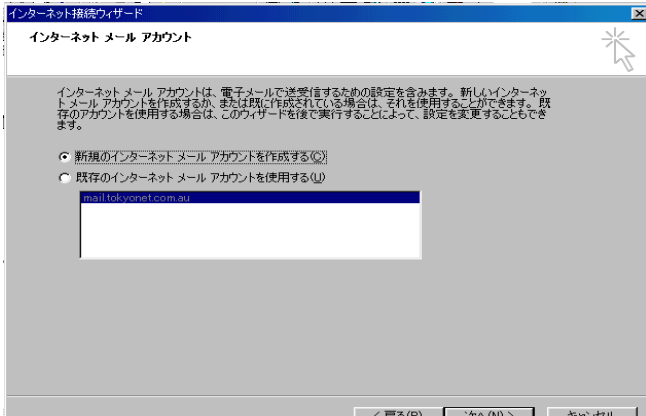 インターネット接続ウィザード
インターネット メール アカウント
インターネット メール アカウントは、電子メールで送受信するための設定を含みます。新しいインターネッ
ト メール アカウントを作成するか、または既に作成されている場合は、それを使用することができます。既
存のアカウントを使用する場合は、このウィザードを後で実行することによって、設定を変更することもでき
ます。
新規のインターネット メール アカウントを作成する(C)
既存のインターネット メール アカウントを使用する(U)
mail.tokyonet.com.au
< 戻る(B) 次へ(N) > キャンセル